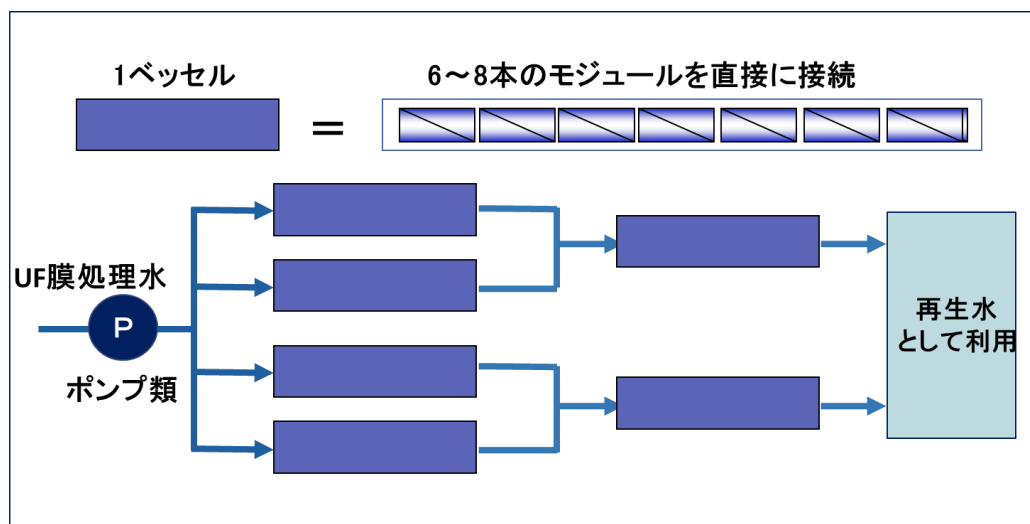 1ベッセル
6～8本のモジュールを直接に接続
=
UF膜処理水
P
ポンプ類
再生水
として利用